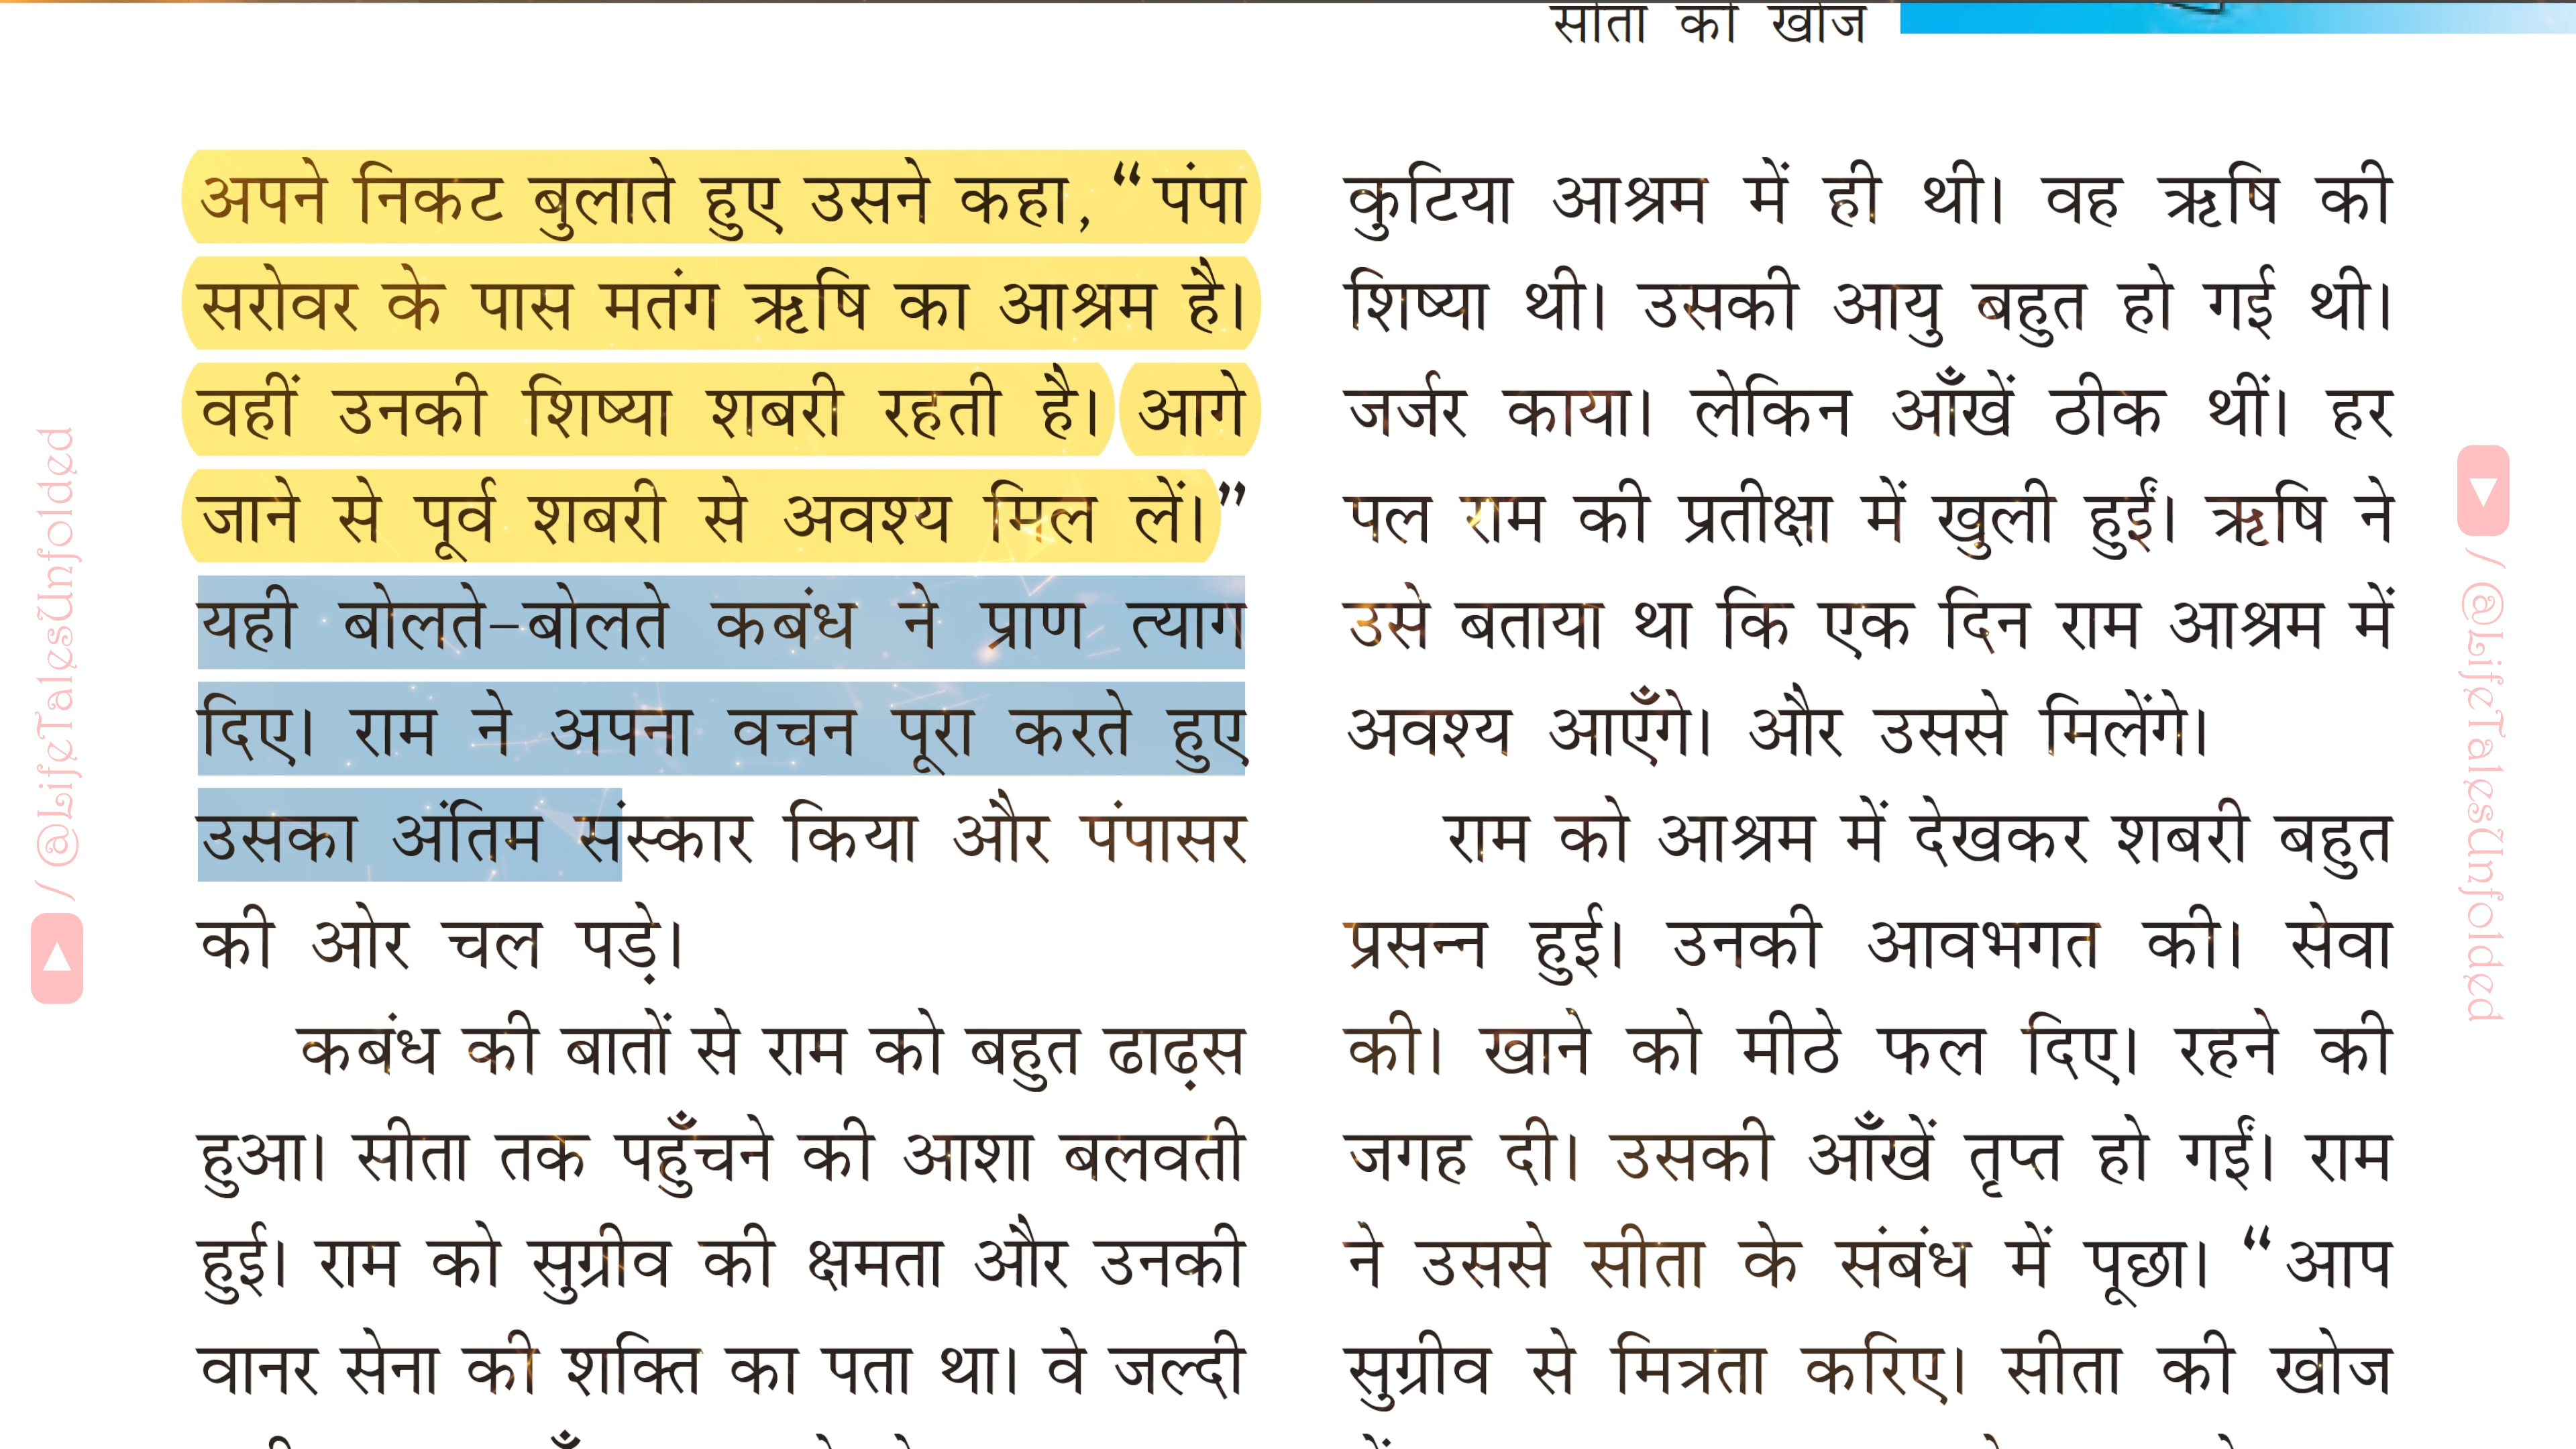 सीता की खोज
अपने निकट बुलाते हुए उसने कहा, “पंपा
सरोवर के पास मतंग ऋषि का आश्रम है।
वहीं उनकी शिष्या शबरी रहती है। आगे
जाने से पूर्व शबरी से अवश्य मिल लें।”
यही बोलते-बोलते कबंध ने प्राण त्याग
दिए। राम ने अपना वचन पूरा करते हुए
उसका अंतिम संस्कार किया और पंपासर
की ओर चल पड़े।
कबंध की बातों से राम को बहुत ढाढ़स
हुआ। सीता तक पहुँचने की आशा बलवती
हुई। राम को सुग्रीव की क्षमता और उनकी
वानर सेना की शक्ति का पता था। वे जल्दी
कुटिया आश्रम में ही थी। वह ऋषि की
शिष्या थी। उसकी आयु बहुत हो गई थी।
जर्जर काया। लेकिन आँखें ठीक थीं। हर
पल राम की प्रतीक्षा में खुली हुईं। ऋषि ने
उसे बताया था कि एक दिन राम आश्रम में
अवश्य आएँगे। और उससे मिलेंगे।
राम को आश्रम में देखकर शबरी बहुत
प्रसन्न हुई। उनकी आवभगत की। सेवा
की। खाने को मीठे फल दिए। रहने की
जगह दी। उसकी आँखें तृप्त हो गईं। राम
ने उससे सीता के संबंध में पूछा। “आप
सुग्रीव से मित्रता करिए। सीता की खोज
/ @LifeTalesUnfolded
/ @LifeTalesUnfolded